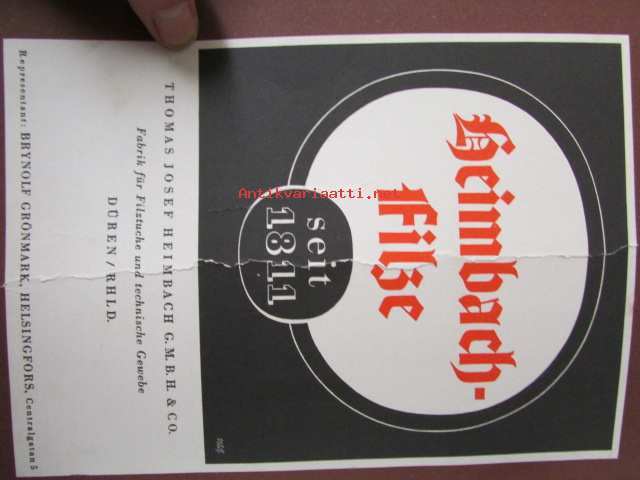 Heimbach-
Filze
seit
1811
THOMAS JOSEF HEIMBACH G.M.B.H. & CO.
Fabrik für Filztuche und technische Gewebe
DÜREN/RHLD.
Representant: BRYNOLF GRÖNMARK, HELSINGFORS, Centralgatan 5
Antikvariaatti.net